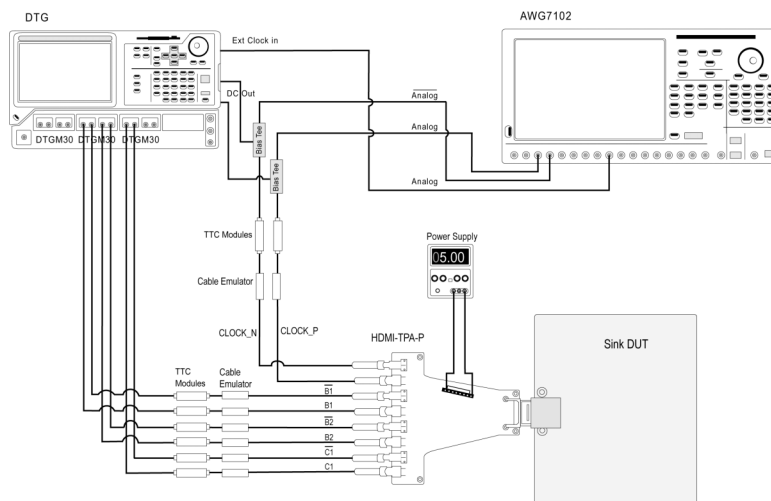 DTG
AWG7102
Ext Clock in
DC Out
Analog
Analog
Analog
Bias Tee
Bias Tee
DTGM30 DTGM30 DTGM30
TTC Modules
Power Supply
05.00
Cable Emulator
CLOCK_N
CLOCK_P
HDMI-TPA-P
Sink DUT
TTC
Modules
Cable
Emulator
B1
B1
B2
B2
C1
C1